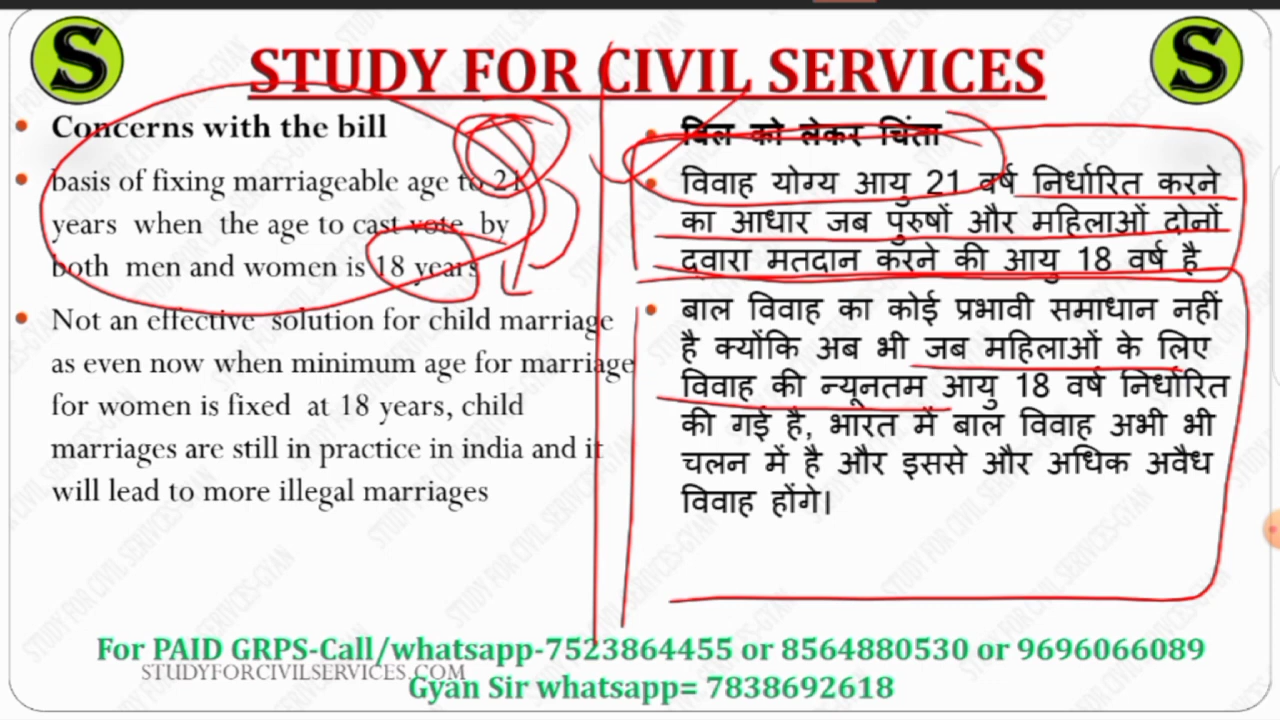 S
STUDY FOR CIVIL SERVICES
S
Concerns with the bill
basis of fixing marriageable age to 21
years when the age to cast vote by
both men and women is 18 years
Not an effective solution for child marriage
as even now when minimum age for marriage
for women is fixed at 18 years, child
marriages are still in practice in india and it
will lead to more illegal marriages
बिल को लेकर चिंता
विवाह योग्य आयु 21 वर्ष निर्धारित करने
का आधार जब पुरुषों और महिलाओं दोनों
दवारा मतदान करने की आयु 18 वर्ष है
बाल विवाह का कोई प्रभावी समाधान नहीं
है क्योंकि अब भी जब महिलाओं के लिए
विवाह की न्यूनतम आयु 18 वर्ष निर्धारित
की गई है, भारत में बाल विवाह अभी भी
चलन में है और इससे और अधिक अवैध
विवाह होंगे।
For PAID GRPS-Call/whatsapp-7523864455 or 8564880530 or 9696066089
STUDYFORCIVILSERVICES.COM
Gyan Sir whatsapp= 7838692618